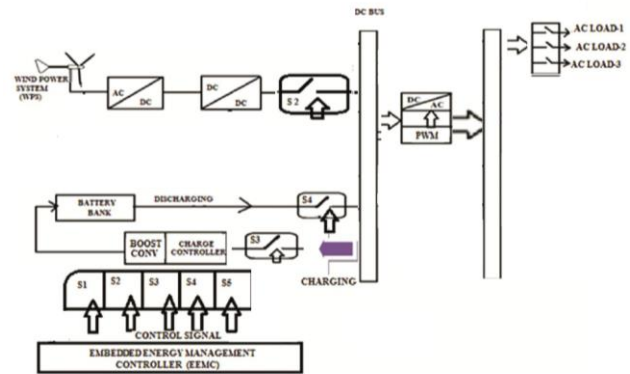 DC BUS
AC LOAD-1
AC LOAD-2
AC LOAD-3
WIND POWER
SYSTEM
(WPS)
AC
DC
DC
DC
S2
DC
AC
PWM
BATTERY
BANK
DISCHARGING
S4
BOOST
CONV
CHARGE
CONTROLLER
S3
CHARGING
S1
S2
S3
S4
S5
CONTROL SIGNAL
EMBEDDED ENERGY MANAGEMENT
CONTROLLER (EEMC)